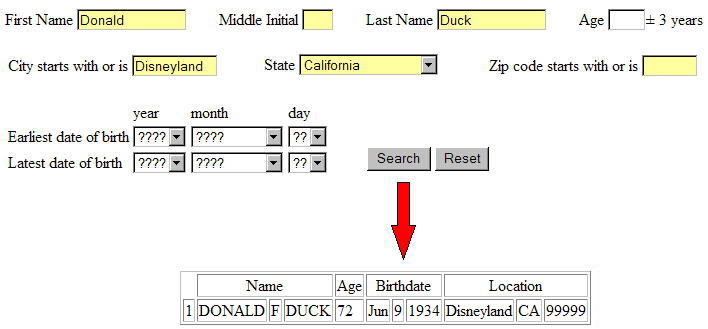 First Name Donald Middle Initial Last Name Duck Age ± 3 years
City starts with or is Disneyland State California Zip code starts with or is
year month day
Earliest date of birth ???? ???? ??
Latest date of birth ???? ???? ??
Search Reset
Name Age Birthdate Location
1 DONALD F DUCK 72 Jun 9 1934 Disneyland CA 99999